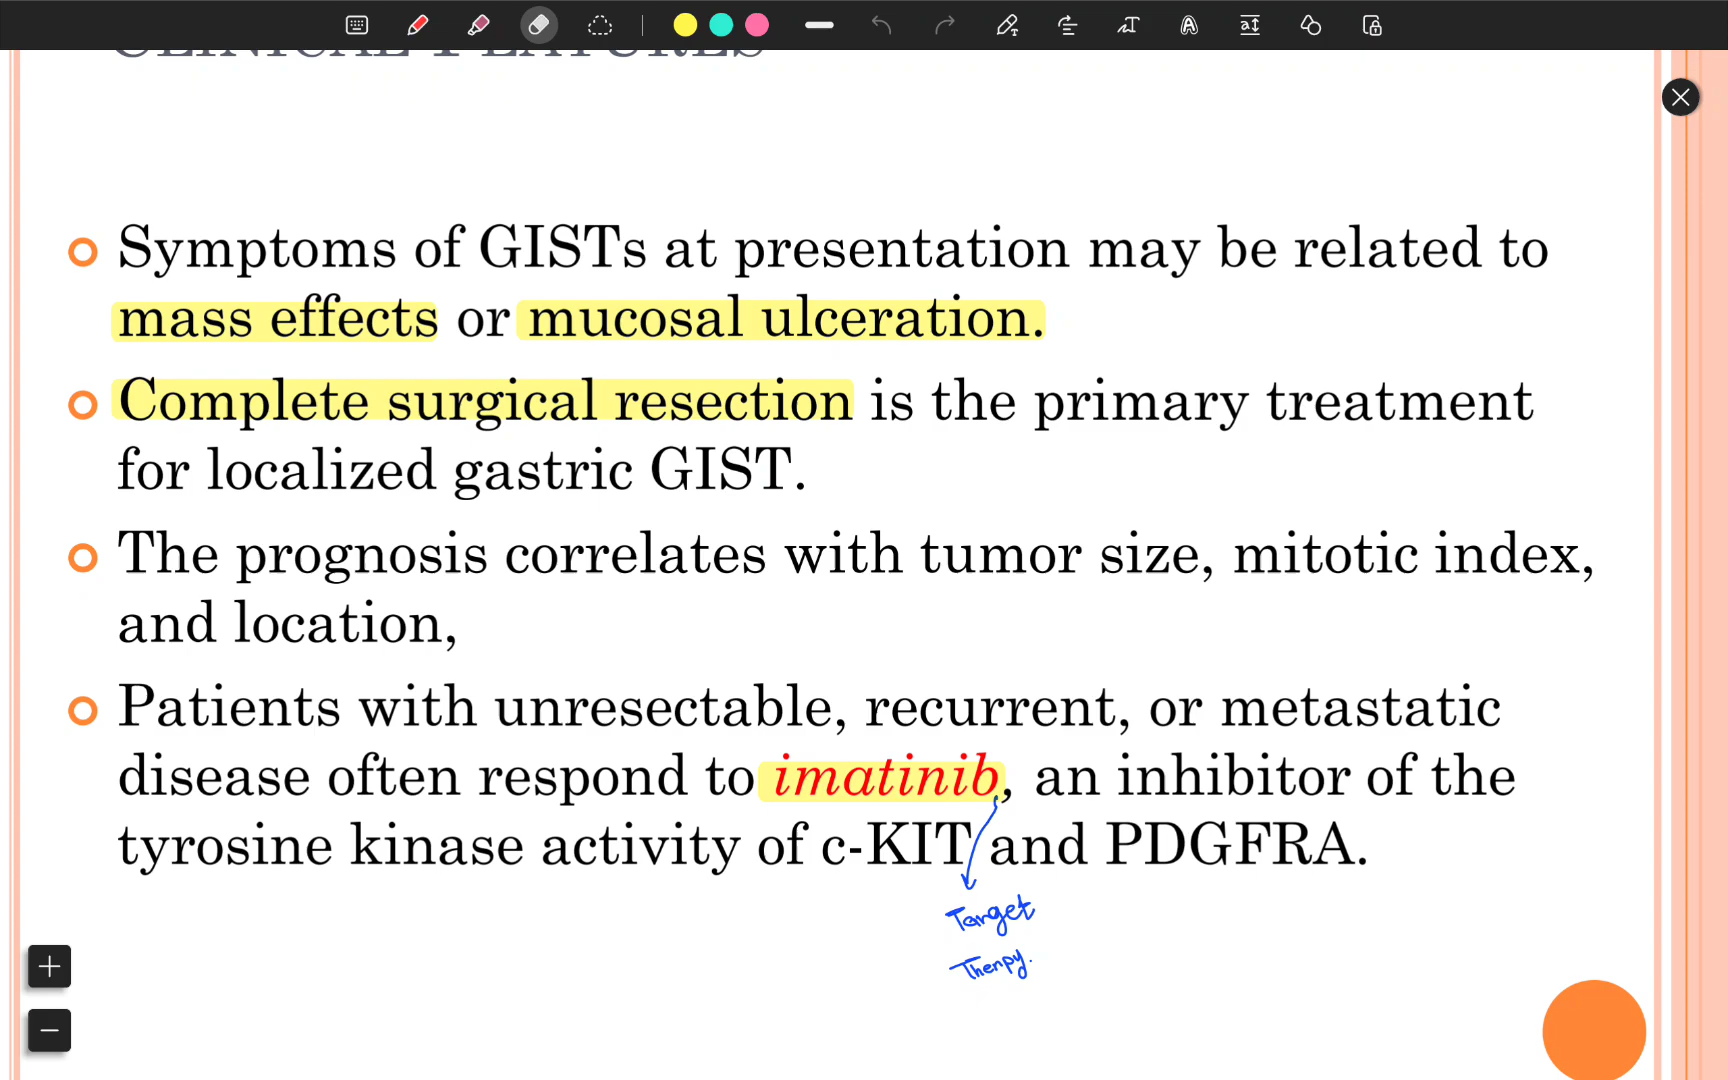 CLINICAL FEATURES
Symptoms of GISTs at presentation may be related to
mass effects or mucosal ulceration.
Complete surgical resection is the primary treatment
for localized gastric GIST.
The prognosis correlates with tumor size, mitotic index,
and location,
Patients with unresectable, recurrent, or metastatic
disease often respond to imatinib, an inhibitor of the
tyrosine kinase activity of c-KIT and PDGFRA.
Target
Therpy.